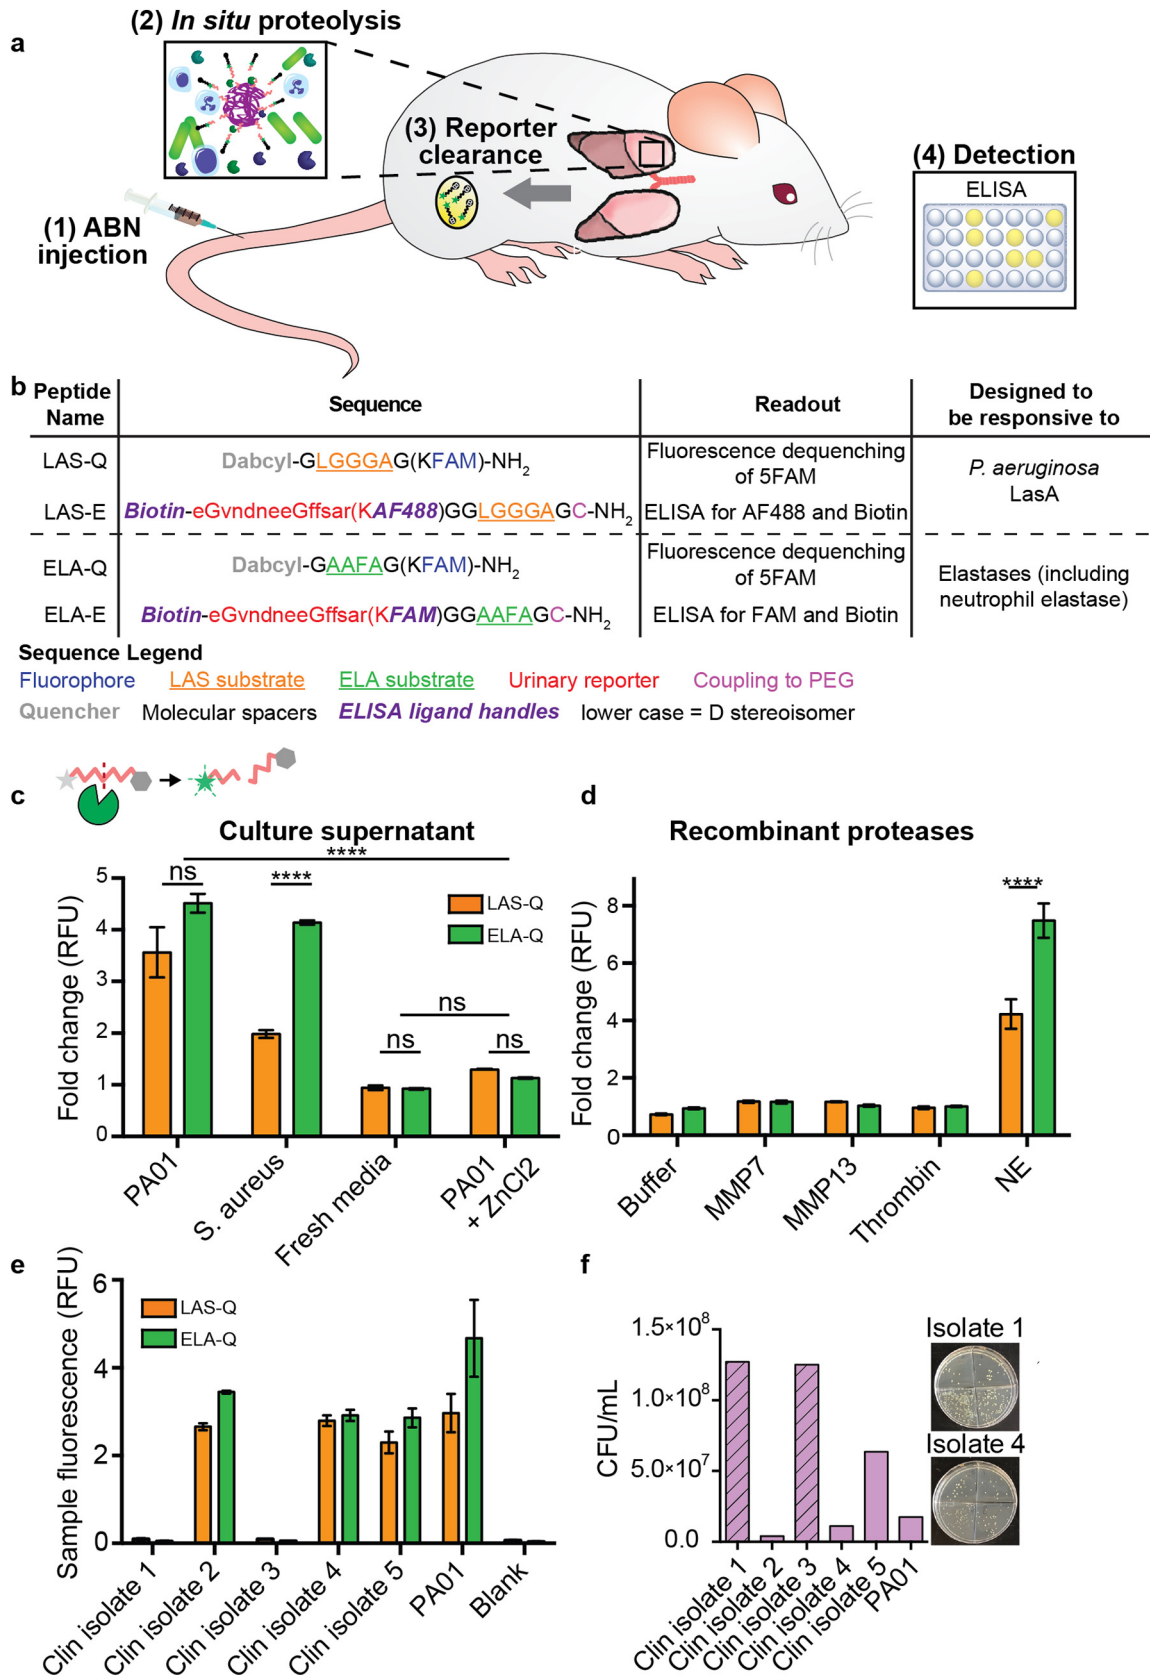 a
(2) In situ proteolysis
(3) Reporter
clearance
(1) ABN
injection
(4) Detection
ELISA
b
Peptide
Name
Sequence
Readout
Designed to
be responsive to
LAS-Q
Dabcyl-GLGGGAG(KFAM)-NH2
Fluorescence dequenching
of 5FAM
P. aeruginosa
LasA
LAS-E
Biotin-eGvndneeGffsar(KAF488)GGLGGGAGC-NH2
ELISA for AF488 and Biotin
ELA-Q
Dabcyl-GAAFAG(KFAM)-NH2
Fluorescence dequenching
of 5FAM
Elastases (including
neutrophil elastase)
ELA-E
Biotin-eGvndneeGffsar(KFAM)GGAAFAGC-NH2
ELISA for FAM and Biotin
Sequence Legend
Fluorophore LAS substrate ELA substrate Urinary reporter Coupling to PEG
Quencher Molecular spacers ELISA ligand handles lower case = D stereoisomer
c
Culture supernatant
****
ns
****
ns
ns
ns
LAS-Q
ELA-Q
Fold change (RFU)
5
4
3
2
1
0
PA01
S. aureus
Fresh media
PA01
+ ZnCl2
d
Recombinant proteases
****
Fold change (RFU)
8
6
4
2
0
Buffer
MMP7
MMP13
Thrombin
NE
e
Sample fluorescence (RFU)
6
4
2
0
LAS-Q
ELA-Q
Clin isolate 1
Clin isolate 2
Clin isolate 3
Clin isolate 4
Clin isolate 5
PA01
Blank
f
CFU/mL
1.5×10⁸
1.0×10⁸
5.0×10⁷
0.0
Clin isolate 1
Clin isolate 2
Clin isolate 3
Clin isolate 4
Clin isolate 5
PA01
Isolate 1
Isolate 4